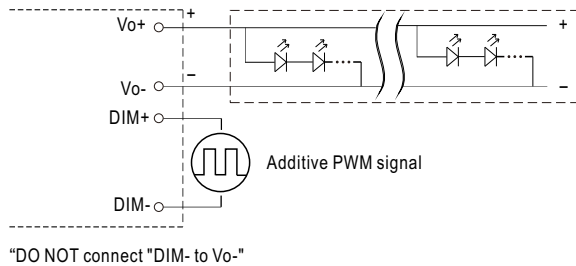 Vo+ + +
Vo- − −
DIM+
Additive PWM signal
DIM-
“DO NOT connect "DIM- to Vo-"